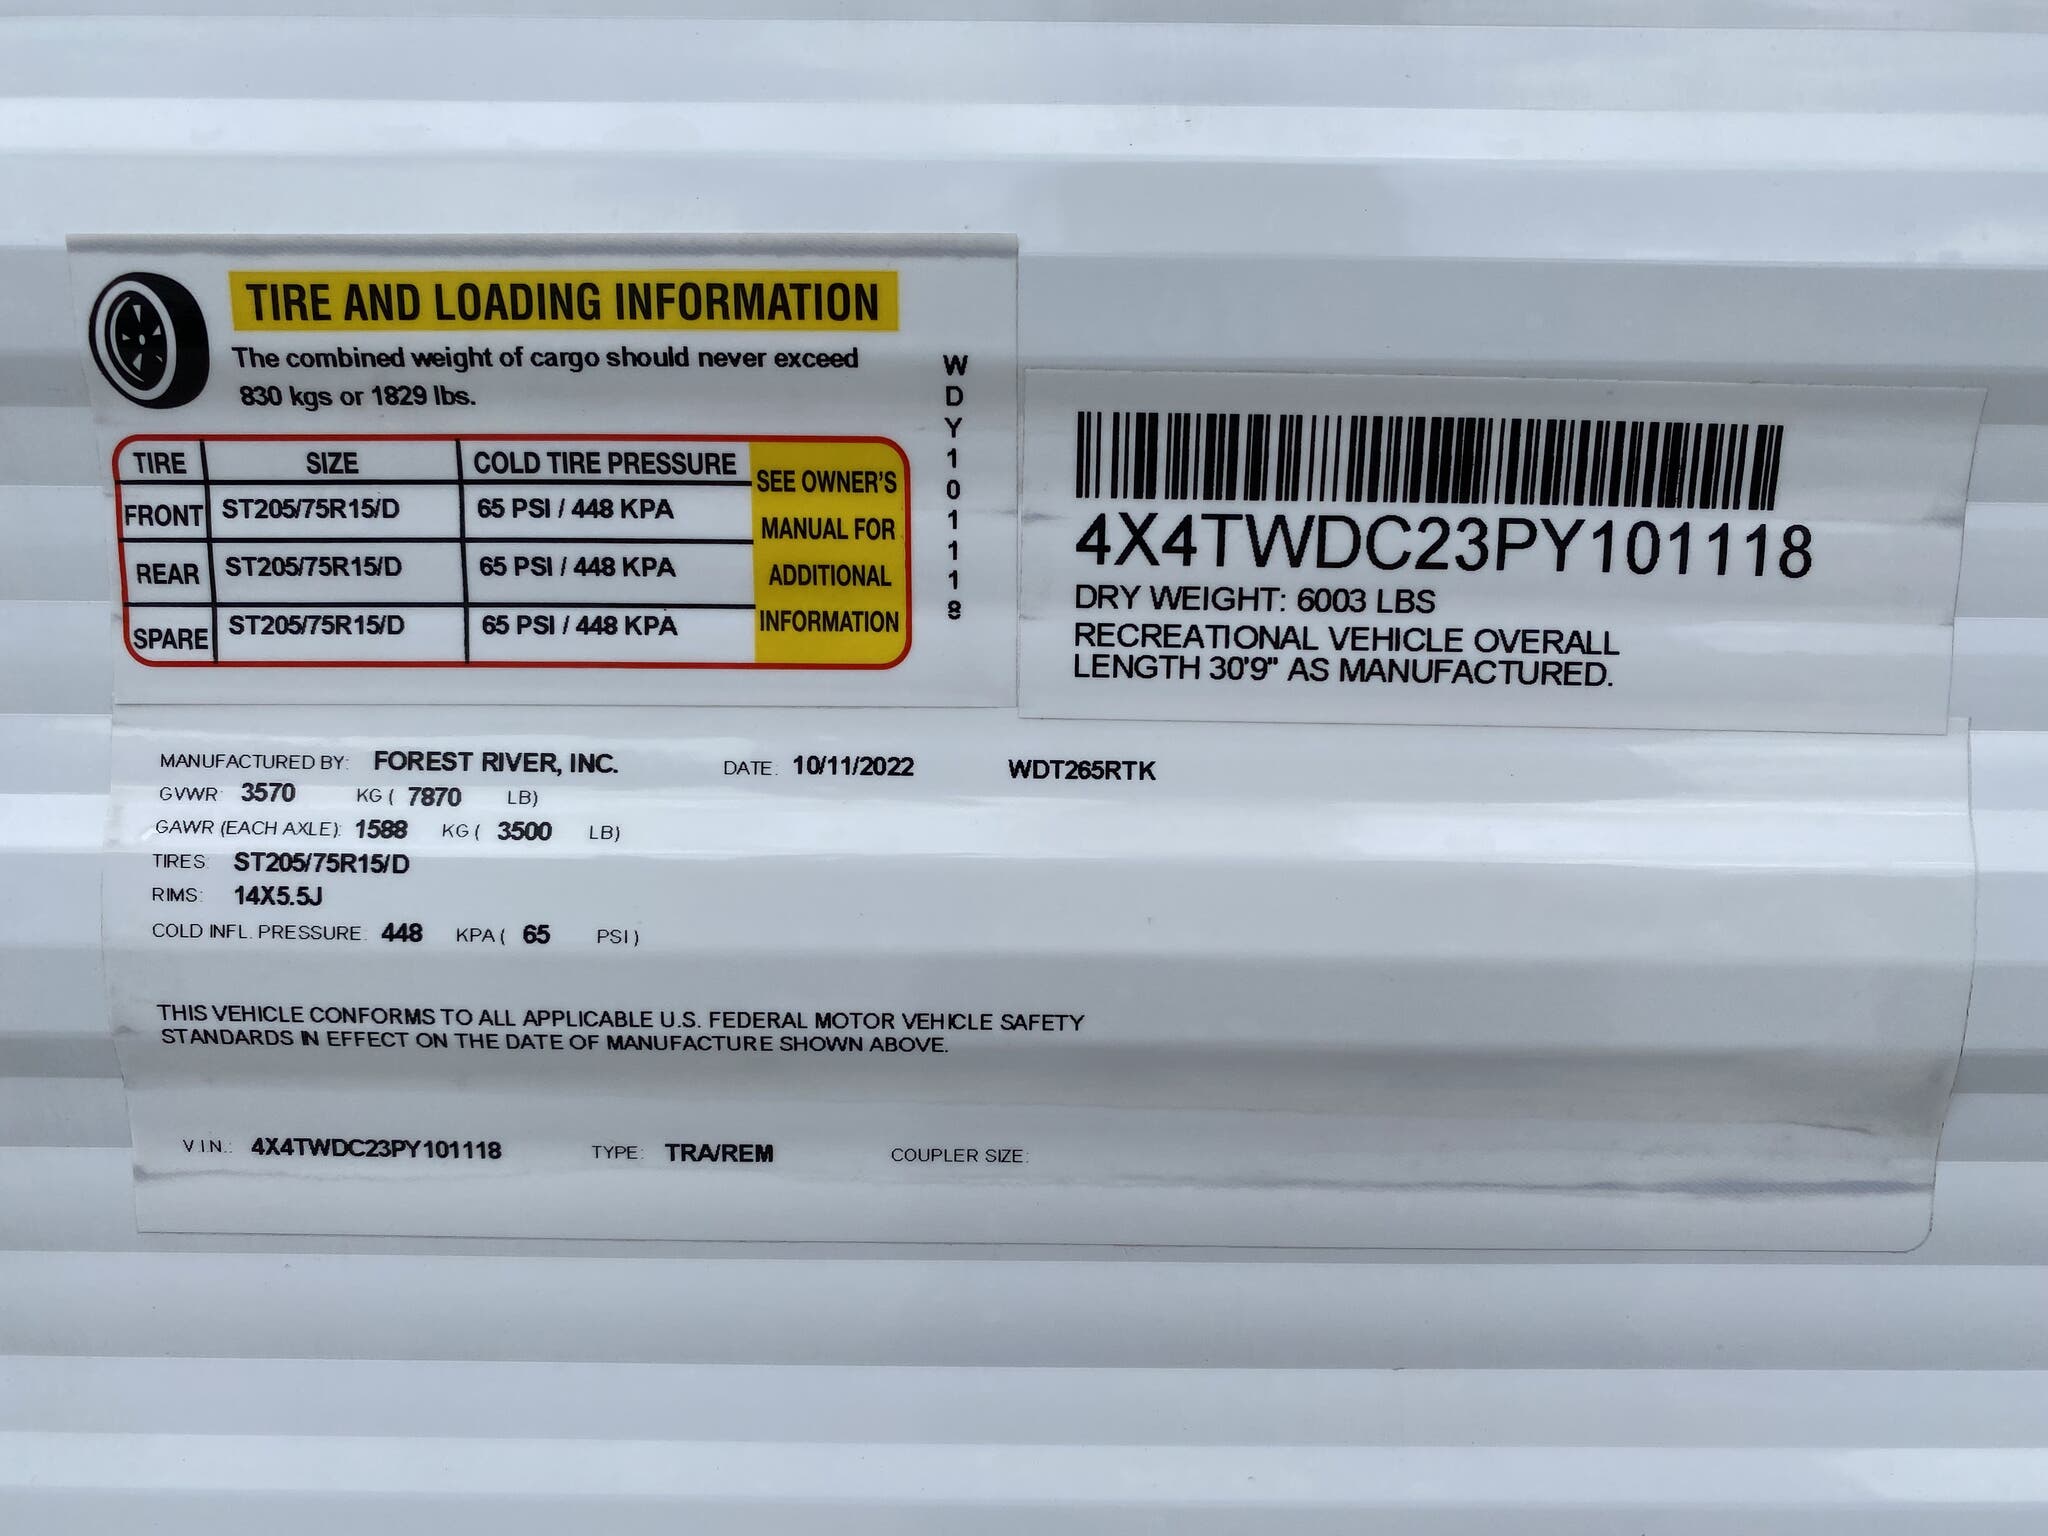 TIRE AND LOADING INFORMATION
The combined weight of cargo should never exceed
830 kgs or 1829 lbs.
TIRE SIZE COLD TIRE PRESSURE
FRONT ST205/75R15/D 65 PSI / 448 KPA
REAR ST205/75R15/D 65 PSI / 448 KPA
SPARE ST205/75R15/D 65 PSI / 448 KPA
SEE OWNER'S
MANUAL FOR
ADDITIONAL
INFORMATION
WDY101118
4X4TWDC23PY101118
DRY WEIGHT: 6003 LBS
RECREATIONAL VEHICLE OVERALL
LENGTH 30'9" AS MANUFACTURED.
MANUFACTURED BY: FOREST RIVER, INC. DATE: 10/11/2022 WDT265RTK
GVWR: 3570 KG ( 7870 LB)
GAWR (EACH AXLE): 1588 KG ( 3500 LB)
TIRES: ST205/75R15/D
RIMS: 14X5.5J
COLD INFL. PRESSURE: 448 KPA ( 65 PSI )
THIS VEHICLE CONFORMS TO ALL APPLICABLE U.S. FEDERAL MOTOR VEHICLE SAFETY
STANDARDS IN EFFECT ON THE DATE OF MANUFACTURE SHOWN ABOVE.
V.I.N.: 4X4TWDC23PY101118 TYPE: TRA/REM COUPLER SIZE: